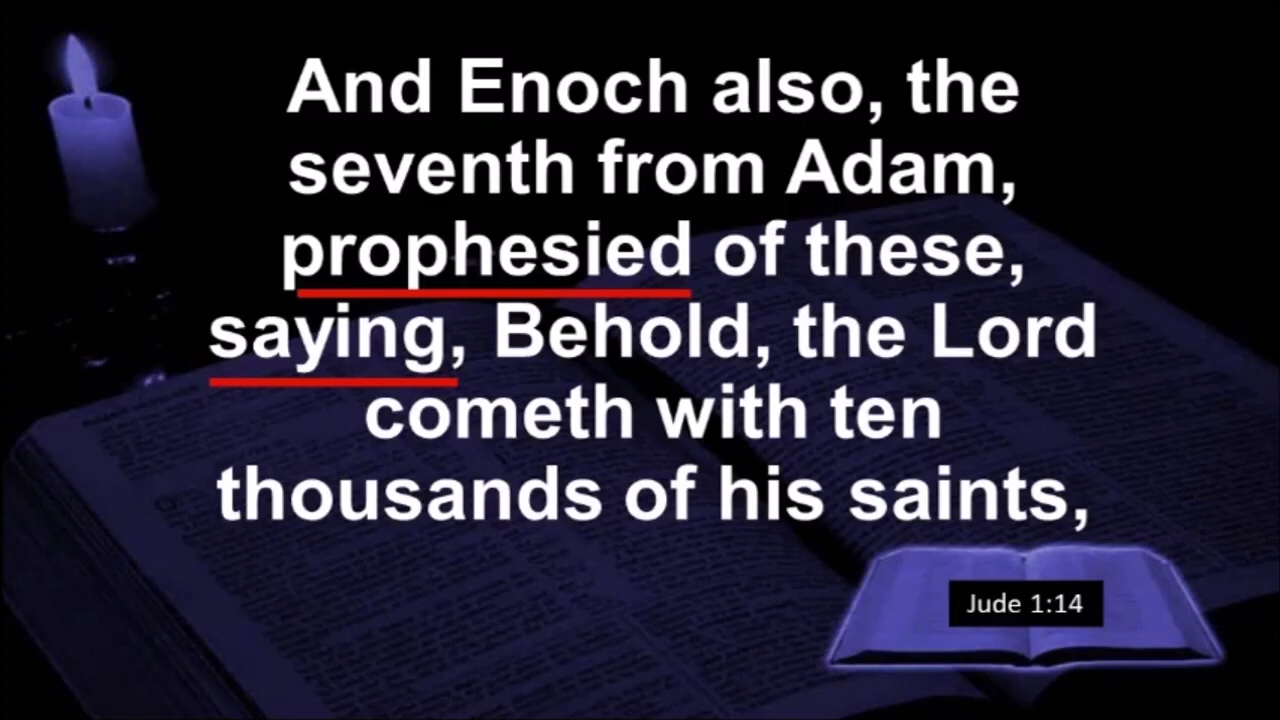 And Enoch also, the
seventh from Adam,
prophesied of these,
saying, Behold, the Lord
cometh with ten
thousands of his saints,
Jude 1:14